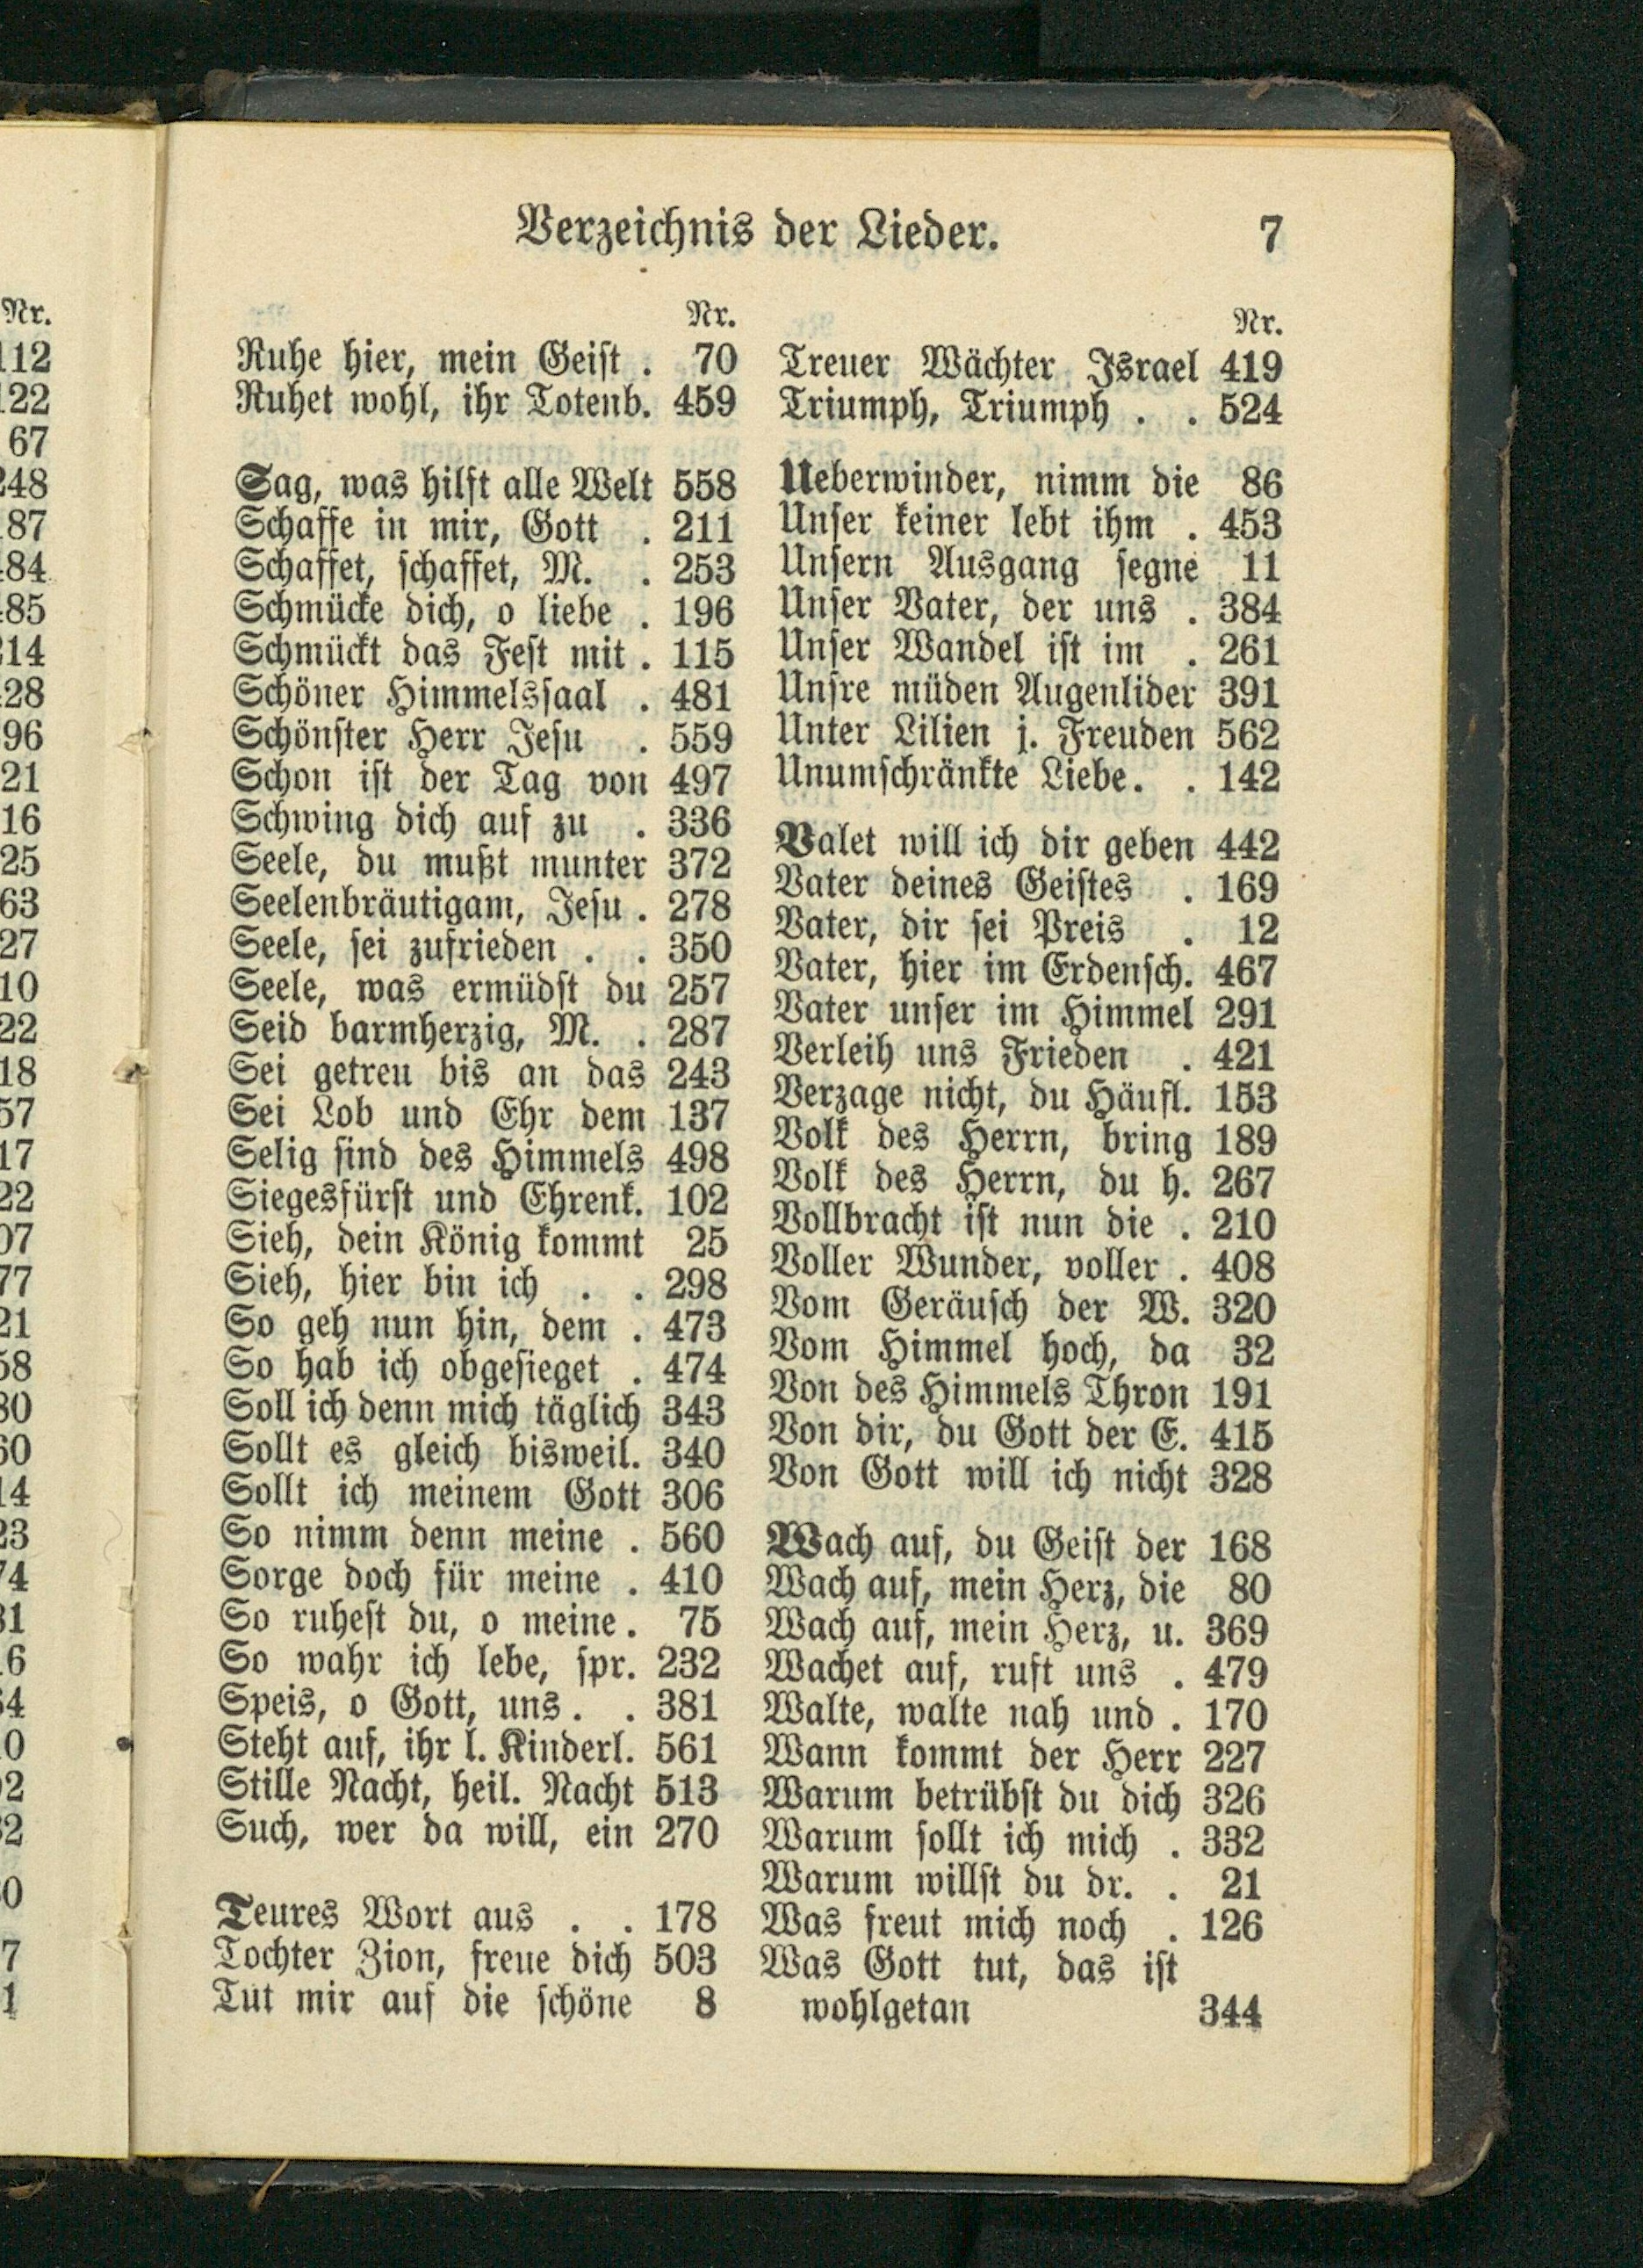 Verzeichnis der Lieder. 7
Nr.
Ruhe hier, mein Geist . 70
Ruhet wohl, ihr Totenb. 459
Sag, was hilft alle Welt 558
Schaffe in mir, Gott . 211
Schaffet, schaffet, M. . 253
Schmücke dich, o liebe . 196
Schmückt das Fest mit . 115
Schöner Himmelssaal . 481
Schönster Herr Jesu . 559
Schon ist der Tag von 497
Schwing dich auf zu . 336
Seele, du mußt munter 372
Seelenbräutigam, Jesu . 278
Seele, sei zufrieden . . 350
Seele, was ermüdst du 257
Seid barmherzig, M. . 287
Sei getreu bis an das 243
Sei Lob und Ehr dem 137
Selig sind des Himmels 498
Siegesfürst und Ehrenk. 102
Sieh, dein König kommt 25
Sieh, hier bin ich . . 298
So geh nun hin, dem . 473
So hab ich obgesieget . 474
Soll ich denn mich täglich 343
Sollt es gleich bisweil. 340
Sollt ich meinem Gott 306
So nimm denn meine . 560
Sorge doch für meine . 410
So ruhest du, o meine . 75
So wahr ich lebe, spr. 232
Speis, o Gott, uns . . 381
Steht auf, ihr l. Kinderl. 561
Stille Nacht, heil. Nacht 513
Such, wer da will, ein 270
Teures Wort aus . . 178
Tochter Zion, freue dich 503
Tut mir auf die schöne 8
Nr.
Treuer Wächter Israel 419
Triumph, Triumph . . 524
Ueberwinder, nimm die 86
Unser keiner lebt ihm . 453
Unsern Ausgang segne 11
Unser Vater, der uns . 384
Unser Wandel ist im . 261
Unsre müden Augenlider 391
Unter Lilien j. Freuden 562
Unumschränkte Liebe. . 142
Valet will ich dir geben 442
Vater deines Geistes . 169
Vater, dir sei Preis . 12
Vater, hier im Erdensch. 467
Vater unser im Himmel 291
Verleih uns Frieden . 421
Verzage nicht, du Häufl. 153
Volk des Herrn, bring 189
Volk des Herrn, du h. 267
Vollbracht ist nun die . 210
Voller Wunder, voller . 408
Vom Geräusch der W. 320
Vom Himmel hoch, da 32
Von des Himmels Thron 191
Von dir, du Gott der E. 415
Von Gott will ich nicht 328
Wach auf, du Geist der 168
Wach auf, mein Herz, die 80
Wach auf, mein Herz, u. 369
Wachet auf, ruft uns . 479
Walte, walte nah und . 170
Wann kommt der Herr 227
Warum betrübst du dich 326
Warum sollt ich mich . 332
Warum willst du dr. . 21
Was freut mich noch . 126
Was Gott tut, das ist
wohlgetan 344